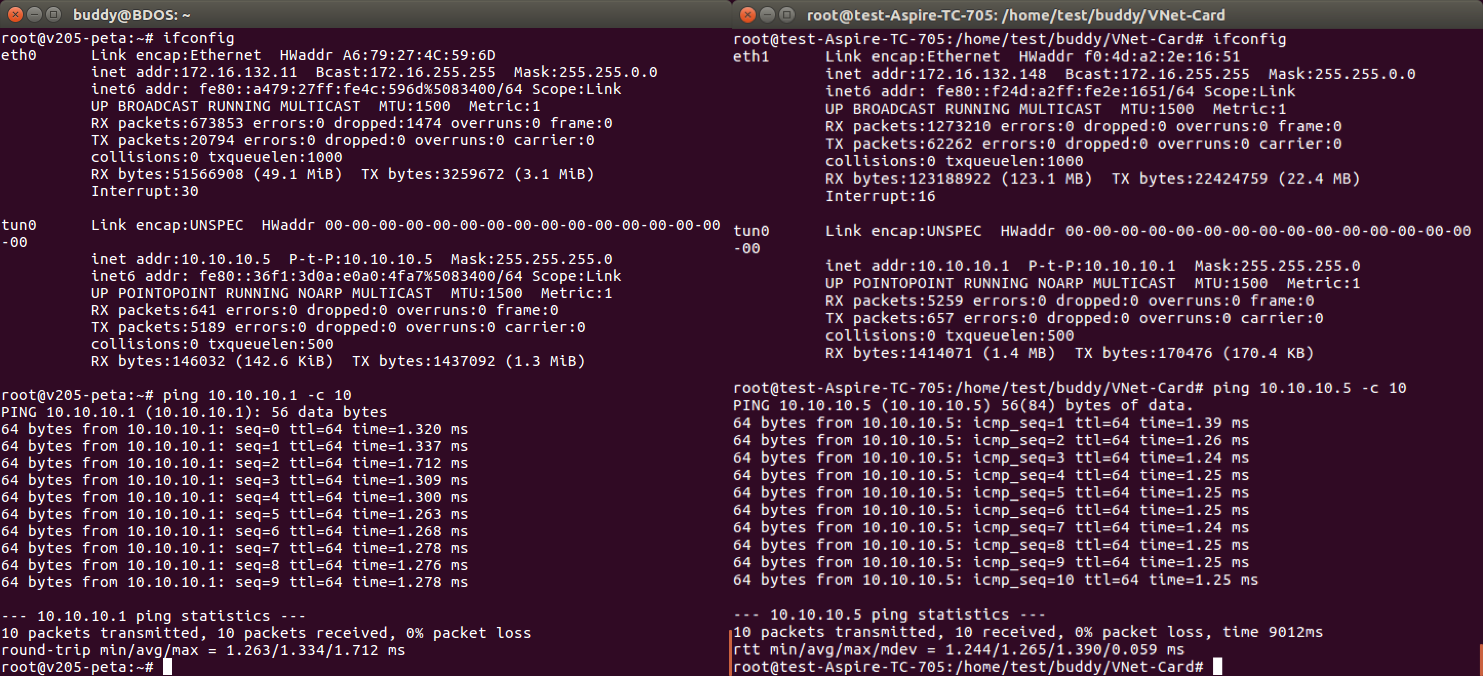 buddy@BDOS: ~
root@v205-peta:~# ifconfig
eth0      Link encap:Ethernet  HWaddr A6:79:27:4C:59:6D
          inet addr:172.16.132.11  Bcast:172.16.255.255  Mask:255.255.0.0
          inet6 addr: fe80::a479:27ff:fe4c:596d%5083400/64 Scope:Link
          UP BROADCAST RUNNING MULTICAST  MTU:1500  Metric:1
          RX packets:673853 errors:0 dropped:1474 overruns:0 frame:0
          TX packets:20794 errors:0 dropped:0 overruns:0 carrier:0
          collisions:0 txqueuelen:1000
          RX bytes:51566908 (49.1 MiB)  TX bytes:3259672 (3.1 MiB)
          Interrupt:30
tun0      Link encap:UNSPEC  HWaddr 00-00-00-00-00-00-00-00-00-00-00-00-00-00-00
-00
          inet addr:10.10.10.5  P-t-P:10.10.10.5  Mask:255.255.255.0
          inet6 addr: fe80::36f1:3d0a:e0a0:4fa7%5083400/64 Scope:Link
          UP POINTOPOINT RUNNING NOARP MULTICAST  MTU:1500  Metric:1
          RX packets:641 errors:0 dropped:0 overruns:0 frame:0
          TX packets:5189 errors:0 dropped:0 overruns:0 carrier:0
          collisions:0 txqueuelen:500
          RX bytes:146032 (142.6 KiB)  TX bytes:1437092 (1.3 MiB)
root@v205-peta:~# ping 10.10.10.1 -c 10
PING 10.10.10.1 (10.10.10.1): 56 data bytes
64 bytes from 10.10.10.1: seq=0 ttl=64 time=1.320 ms
64 bytes from 10.10.10.1: seq=1 ttl=64 time=1.337 ms
64 bytes from 10.10.10.1: seq=2 ttl=64 time=1.712 ms
64 bytes from 10.10.10.1: seq=3 ttl=64 time=1.309 ms
64 bytes from 10.10.10.1: seq=4 ttl=64 time=1.300 ms
64 bytes from 10.10.10.1: seq=5 ttl=64 time=1.263 ms
64 bytes from 10.10.10.1: seq=6 ttl=64 time=1.268 ms
64 bytes from 10.10.10.1: seq=7 ttl=64 time=1.278 ms
64 bytes from 10.10.10.1: seq=8 ttl=64 time=1.276 ms
64 bytes from 10.10.10.1: seq=9 ttl=64 time=1.278 ms
--- 10.10.10.1 ping statistics ---
10 packets transmitted, 10 packets received, 0% packet loss
round-trip min/avg/max = 1.263/1.334/1.712 ms
root@v205-peta:~#
root@test-Aspire-TC-705: /home/test/buddy/VNet-Card
root@test-Aspire-TC-705:/home/test/buddy/VNet-Card# ifconfig
eth1      Link encap:Ethernet  HWaddr f0:4d:a2:2e:16:51
          inet addr:172.16.132.148  Bcast:172.16.255.255  Mask:255.255.0.0
          inet6 addr: fe80::f24d:a2ff:fe2e:1651/64 Scope:Link
          UP BROADCAST RUNNING MULTICAST  MTU:1500  Metric:1
          RX packets:1273210 errors:0 dropped:0 overruns:0 frame:0
          TX packets:62262 errors:0 dropped:0 overruns:0 carrier:0
          collisions:0 txqueuelen:1000
          RX bytes:123188922 (123.1 MB)  TX bytes:22424759 (22.4 MB)
          Interrupt:16
tun0      Link encap:UNSPEC  HWaddr 00-00-00-00-00-00-00-00-00-00-00-00-00-00-00
-00
          inet addr:10.10.10.1  P-t-P:10.10.10.1  Mask:255.255.255.0
          UP POINTOPOINT RUNNING NOARP MULTICAST  MTU:1500  Metric:1
          RX packets:5259 errors:0 dropped:0 overruns:0 frame:0
          TX packets:657 errors:0 dropped:0 overruns:0 carrier:0
          collisions:0 txqueuelen:500
          RX bytes:1414071 (1.4 MB)  TX bytes:170476 (170.4 KB)
root@test-Aspire-TC-705:/home/test/buddy/VNet-Card# ping 10.10.10.5 -c 10
PING 10.10.10.5 (10.10.10.5) 56(84) bytes of data.
64 bytes from 10.10.10.5: icmp_seq=1 ttl=64 time=1.39 ms
64 bytes from 10.10.10.5: icmp_seq=2 ttl=64 time=1.26 ms
64 bytes from 10.10.10.5: icmp_seq=3 ttl=64 time=1.24 ms
64 bytes from 10.10.10.5: icmp_seq=4 ttl=64 time=1.25 ms
64 bytes from 10.10.10.5: icmp_seq=5 ttl=64 time=1.25 ms
64 bytes from 10.10.10.5: icmp_seq=6 ttl=64 time=1.25 ms
64 bytes from 10.10.10.5: icmp_seq=7 ttl=64 time=1.24 ms
64 bytes from 10.10.10.5: icmp_seq=8 ttl=64 time=1.25 ms
64 bytes from 10.10.10.5: icmp_seq=9 ttl=64 time=1.25 ms
64 bytes from 10.10.10.5: icmp_seq=10 ttl=64 time=1.25 ms
--- 10.10.10.5 ping statistics ---
10 packets transmitted, 10 received, 0% packet loss, time 9012ms
rtt min/avg/max/mdev = 1.244/1.265/1.390/0.059 ms
root@test-Aspire-TC-705:/home/test/buddy/VNet-Card#